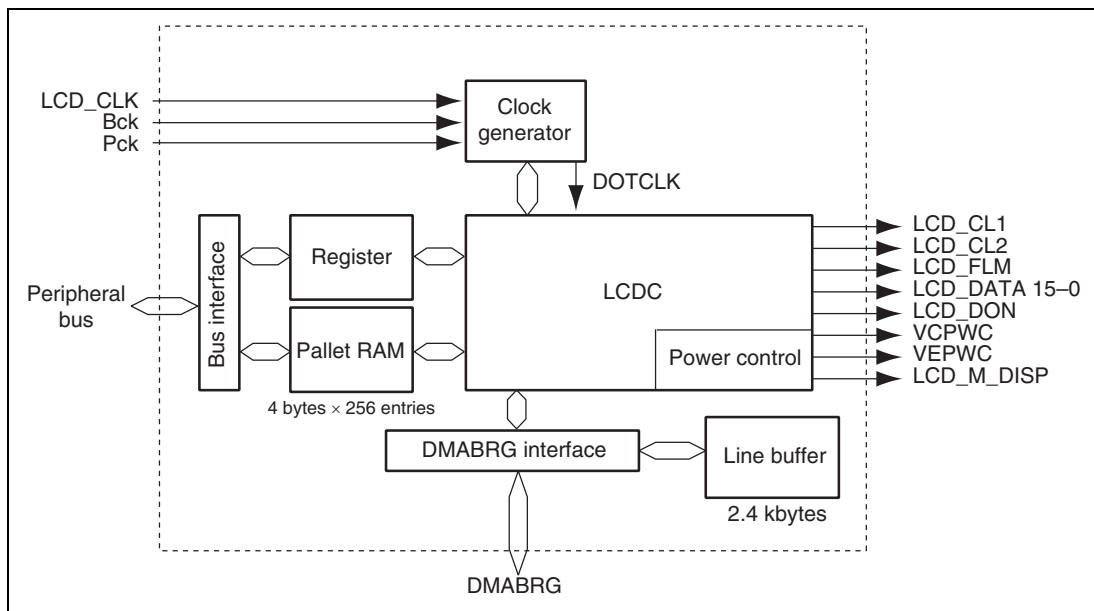 LCD_CLK
Bck
Pck
Clock
generator
DOTCLK
Peripheral
bus
Bus interface
Register
Pallet RAM
4 bytes × 256 entries
LCDC
Power control
LCD_CL1
LCD_CL2
LCD_FLM
LCD_DATA 15–0
LCD_DON
VCPWC
VEPWC
LCD_M_DISP
DMABRG interface
Line buffer
2.4 kbytes
DMABRG